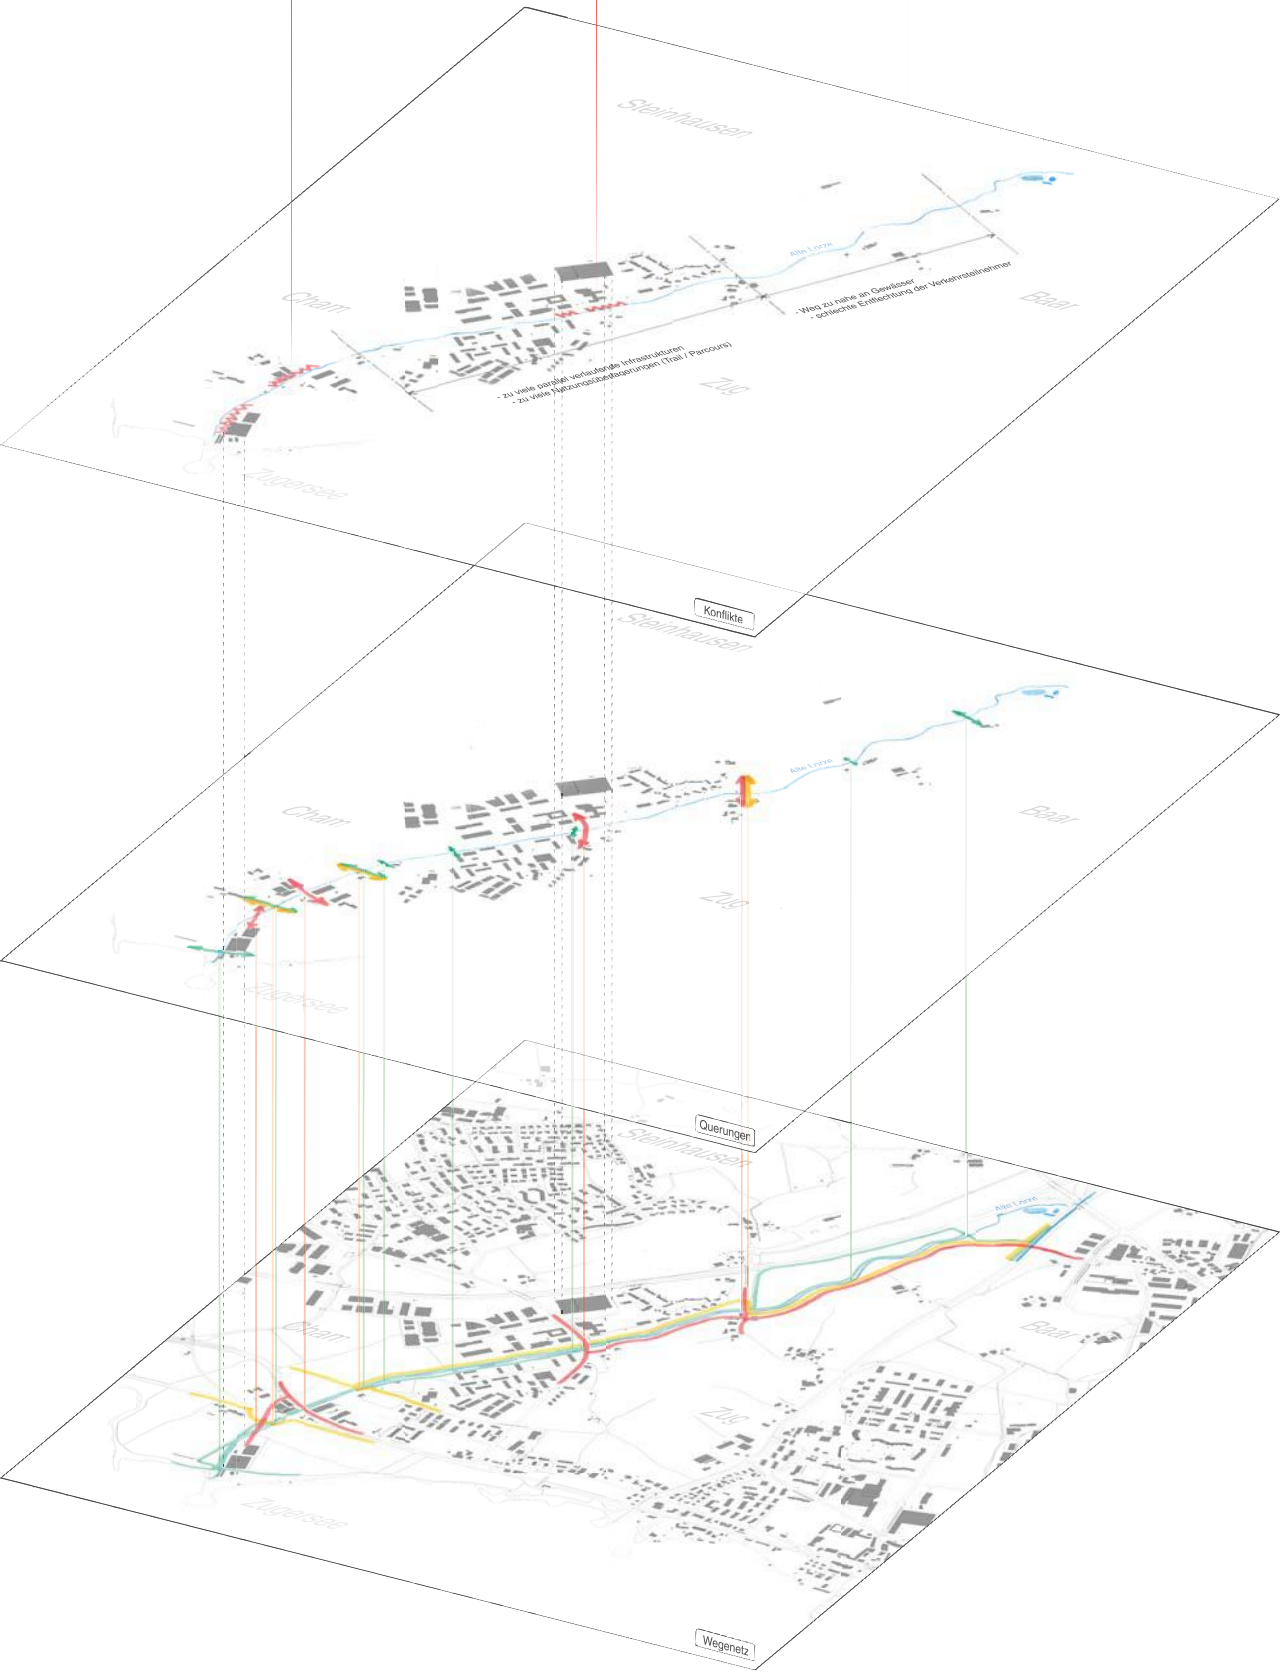 Steinhausen
Alte Lorze
Cham
Baar
- Weg zu nahe an Gewässer
- schlechte Entflechtung der Verkehrsteilnehmer
- zu viele parallel verlaufende Infrastrukturen
- zu viele Nutzungsüberlagerungen (Trail / Parcours)
Zug
Zugersee
Konflikte
Steinhausen
Alte Lorze
Cham
Baar
Zug
Zugersee
Querungen
Steinhausen
Alte Lorze
Cham
Baar
Zug
Zugersee
Wegenetz